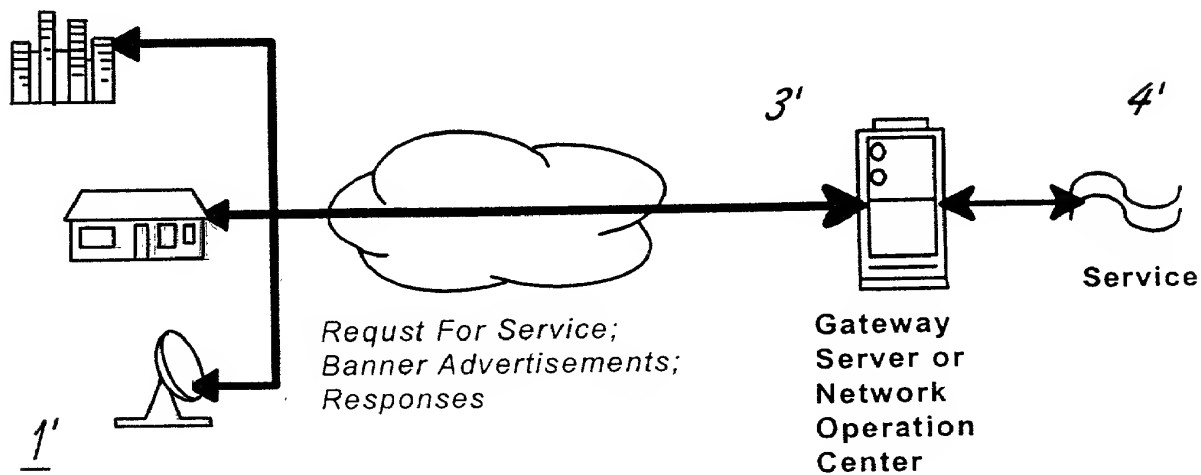 3'
4'
Service
Requst For Service;
Banner Advertisements;
Responses
Gateway
Server or
Network
Operation
Center
1'